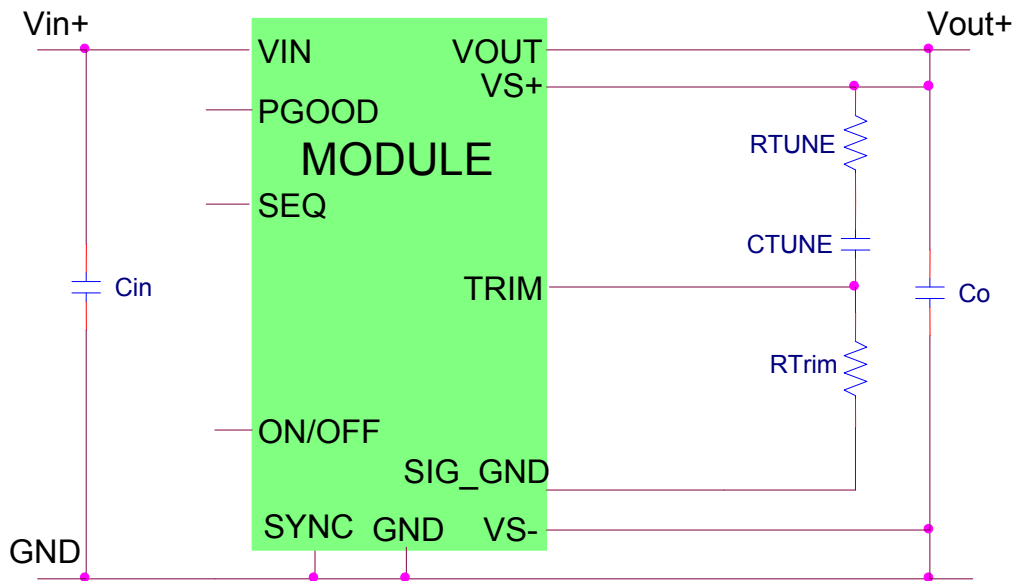 Vin+
Vout+
VIN
VOUT
VS+
PGOOD
RTUNE
MODULE
SEQ
CTUNE
TRIM
Cin
Co
RTrim
ON/OFF
SIG_GND
SYNC
GND
VS-
GND